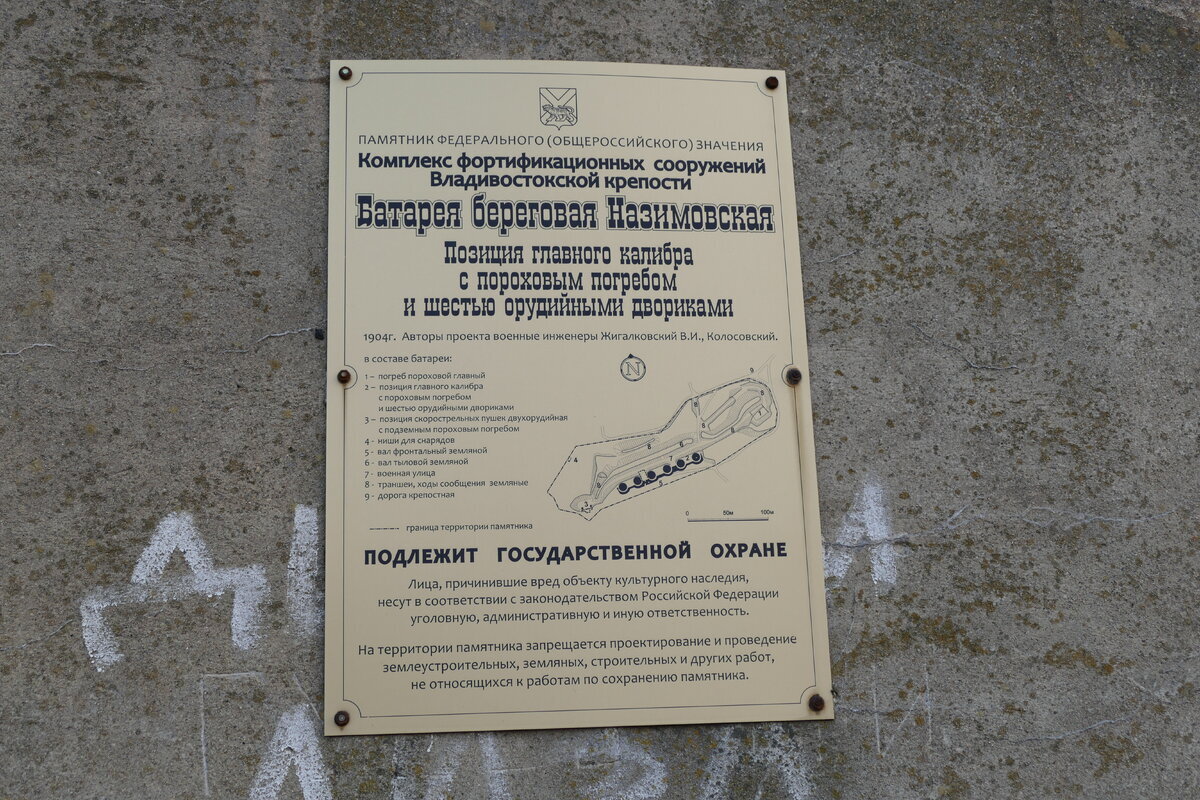 ПАМЯТНИК ФЕДЕРАЛЬНОГО (ОБЩЕРОССИЙСКОГО) ЗНАЧЕНИЯ
Комплекс фортификационных сооружений
Владивостокской крепости
Батарея береговая Назимовская
Позиция главного калибра
с пороховым погребом
и шестью орудийными двориками
1904г. Авторы проекта военные инженеры Жигалковский В.И., Колосовский.
в составе батареи:
1 – погреб пороховой главный
2 – позиция главного калибра
с пороховым погребом
и шестью орудийными двориками
3 – позиция скорострельных пушек двухорудийная
с подземным пороховым погребом
4 - ниши для снарядов
5 - вал фронтальный земляной
6 - вал тыловой земляной
7 - военная улица
8 - траншеи, ходы сообщения земляные
9 - дорога крепостная
N
0 50м 100м
граница территории памятника
ПОДЛЕЖИТ ГОСУДАРСТВЕННОЙ ОХРАНЕ
Лица, причинившие вред объекту культурного наследия,
несут в соответствии с законодательством Российской Федерации
уголовную, административную и иную ответственность.
На территории памятника запрещается проектирование и проведение
землеустроительных, земляных, строительных и других работ,
не относящихся к работам по сохранению памятника.